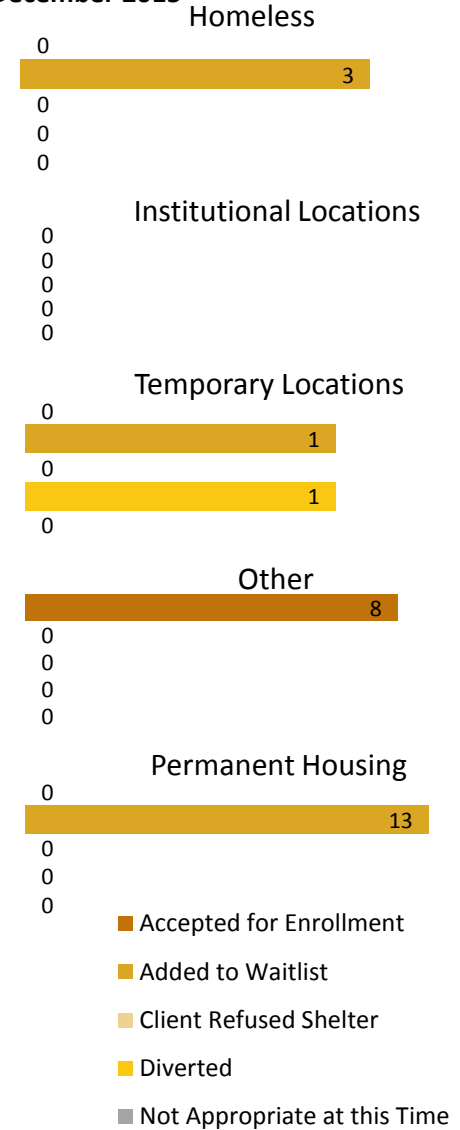 December 2015
Homeless
0
3
0
0
0
Institutional Locations
0
0
0
0
0
Temporary Locations
0
1
0
1
0
Other
8
0
0
0
0
Permanent Housing
0
13
0
0
0
Accepted for Enrollment
Added to Waitlist
Client Refused Shelter
Diverted
Not Appropriate at this Time